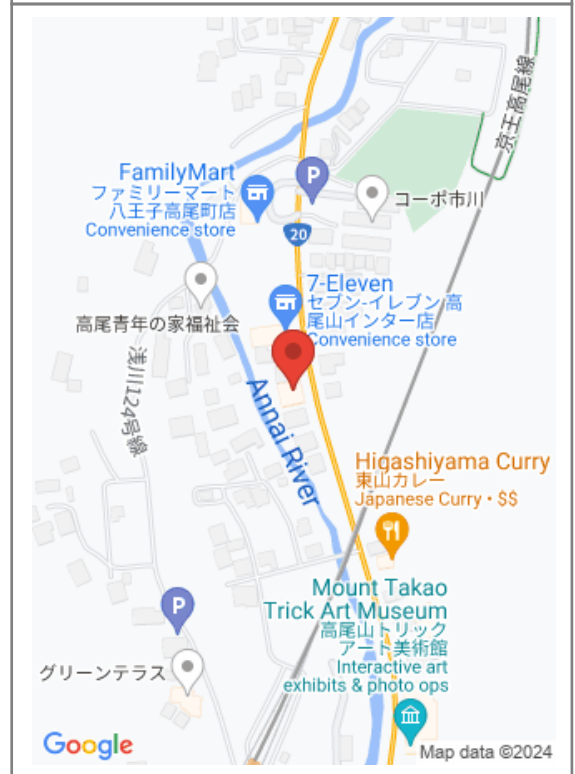 京王高尾線
FamilyMart
ファミリーマート
八王子高尾町店
Convenience store
P
コーポ市川
20
7-Eleven
セブン-イレブン 高
尾山インター店
Convenience store
高尾青年の家福祉会
浅川124号線
Annai River
Higashiyama Curry
東山カレー
Japanese Curry • $$
Mount Takao
Trick Art Museum
高尾山トリック
アート美術館
Interactive art
exhibits & photo ops
P
グリーンテラス
Google
Map data ©2024